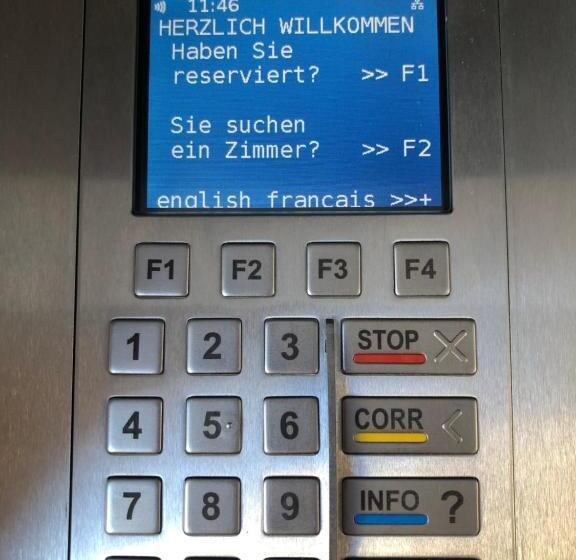 11:46
HERZLICH WILLKOMMEN
Haben Sie
reserviert? >> F1
Sie suchen
ein Zimmer? >> F2
english francais >>+
F1 F2 F3 F4
1 2 3 STOP
4 5 6 CORR <
7 8 9 INFO ?